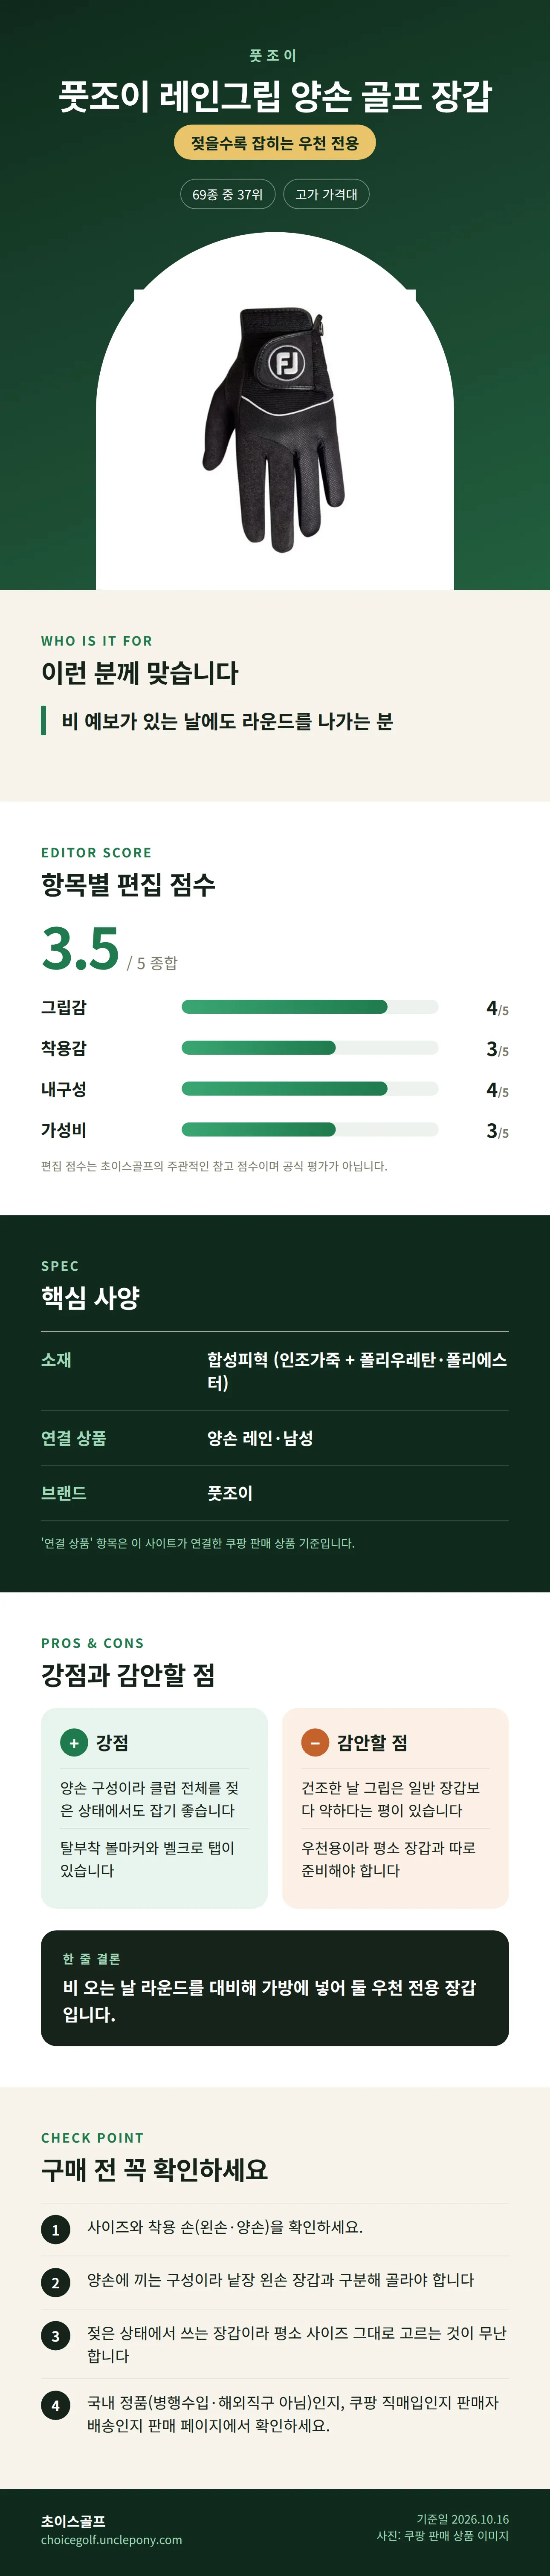 풋조이
풋조이 레인그립 양손 골프 장갑
젖을수록 잡히는 우천 전용
69종 중 37위
고가 가격대
FJ
WHO IS IT FOR
이런 분께 맞습니다
비 예보가 있는 날에도 라운드를 나가는 분
EDITOR SCORE
항목별 편집 점수
3.5 / 5 종합
그립감 4/5
착용감 3/5
내구성 4/5
가성비 3/5
편집 점수는 초이스골프의 주관적인 참고 점수이며 공식 평가가 아닙니다.
SPEC
핵심 사양
소재 합성피혁 (인조가죽 + 폴리우레탄·폴리에스
터)
연결 상품 양손 레인·남성
브랜드 풋조이
'연결 상품' 항목은 이 사이트가 연결한 쿠팡 판매 상품 기준입니다.
PROS & CONS
강점과 감안할 점
+ 강점
양손 구성이라 클럽 전체를 젖
은 상태에서도 잡기 좋습니다
탈부착 볼마커와 벨크로 탭이
있습니다
− 감안할 점
건조한 날 그립은 일반 장갑보
다 약하다는 평이 있습니다
우천용이라 평소 장갑과 따로
준비해야 합니다
한 줄 결론
비 오는 날 라운드를 대비해 가방에 넣어 둘 우천 전용 장갑
입니다.
CHECK POINT
구매 전 꼭 확인하세요
1 사이즈와 착용 손(왼손·양손)을 확인하세요.
2 양손에 끼는 구성이라 낱장 왼손 장갑과 구분해 골라야 합니다
3 젖은 상태에서 쓰는 장갑이라 평소 사이즈 그대로 고르는 것이 무난
합니다
4 국내 정품(병행수입·해외직구 아님)인지, 쿠팡 직매입인지 판매자
배송인지 판매 페이지에서 확인하세요.
초이스골프
choicegolf.unclepony.com
기준일 2026.10.16
사진: 쿠팡 판매 상품 이미지